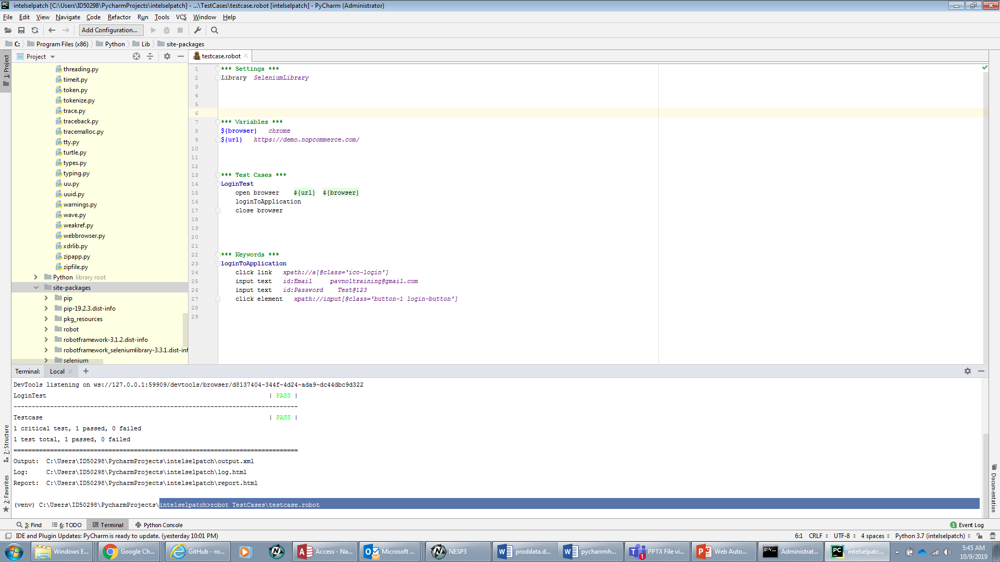 intelselpatch [C:\Users\ID50298\PycharmProjects\intelselpatch] - ...\TestCases\testcase.robot [intelselpatch] - PyCharm (Administrator)
File Edit View Navigate Code Refactor Run Tools VCS Window Help
Add Configuration...
C: Program Files (x86) Python Lib site-packages
1: Project
Project
threading.py
timeit.py
token.py
tokenize.py
trace.py
traceback.py
tracemalloc.py
tty.py
turtle.py
types.py
typing.py
uu.py
uuid.py
warnings.py
wave.py
weakref.py
webbrowser.py
xdrlib.py
zipapp.py
zipfile.py
Python library root
site-packages
pip
pip-19.2.3.dist-info
pkg_resources
robot
robotframework-3.1.2.dist-info
robotframework_seleniumlibrary-3.3.1.dist-inf
selenium
testcase.robot
1 *** Settings ***
2 Library SeleniumLibrary
3
4
5
6
7 *** Variables ***
8 ${browser} chrome
9 ${url} https://demo.nopcommerce.com/
10
11
12
13 *** Test Cases ***
14 LoginTest
15 open browser ${url} ${browser}
16 loginToApplication
17 close browser
18
19
20
21
22 *** Keywords ***
23 loginToApplication
24 click link xpath://a[@class='ico-login']
25 input text id:Email pavnoltraining@gmail.com
26 input text id:Password Test@123
27 click element xpath://input[@class='button-1 login-button']
28
29
Terminal: Local
DevTools listening on ws://127.0.0.1:59909/devtools/browser/d8137404-344f-4d24-ada9-dc44dbc9d322
LoginTest | PASS |
------------------------------------------------------------------------------
Testcase | PASS |
1 critical test, 1 passed, 0 failed
1 test total, 1 passed, 0 failed
==============================================================================
Output: C:\Users\ID50298\PycharmProjects\intelselpatch\output.xml
Log: C:\Users\ID50298\PycharmProjects\intelselpatch\log.html
Report: C:\Users\ID50298\PycharmProjects\intelselpatch\report.html
(venv) C:\Users\ID50298\PycharmProjects\intelselpatch>robot TestCases\testcase.robot
7: Structure
2: Favorites
Documentation
3: Find 6: TODO Terminal Python Console
1 Event Log
IDE and Plugin Updates: PyCharm is ready to update. (yesterday 10:01 PM)
6:1 CRLF UTF-8 4 spaces Python 3.7 (intelselpatch)
Windows E... Google Ch... GitHub - ro... Access - Na... Microsoft ... NESP3 proddata.d... pycharmh... PPTX File vi... Web Auto... Administrat... intelselpatc...
5:45 AM
10/9/2019